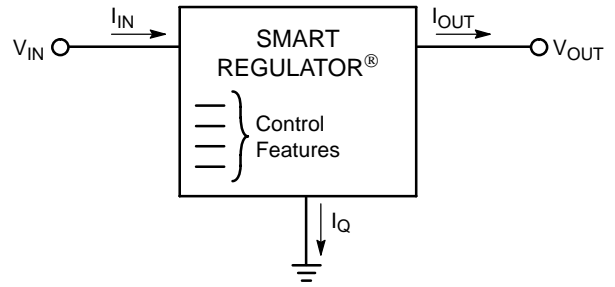 I_IN
I_OUT
V_IN
SMART
REGULATOR®
V_OUT
Control
Features
I_Q